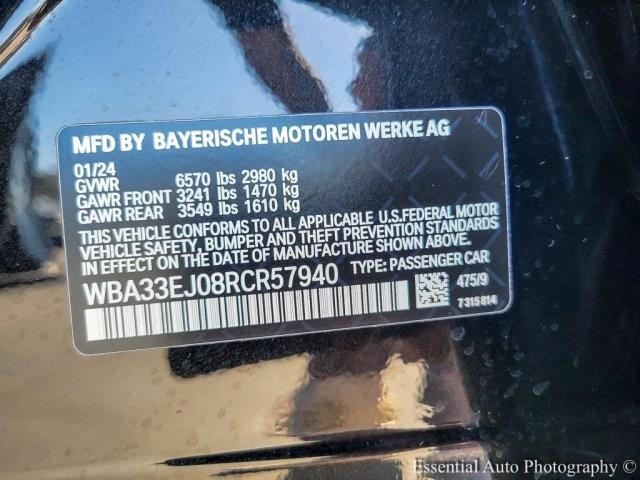 MFD BY BAYERISCHE MOTOREN WERKE AG
01/24
GVWR 6570 lbs 2980 kg
GAWR FRONT 3241 lbs 1470 kg
GAWR REAR 3549 lbs 1610 kg
THIS VEHICLE CONFORMS TO ALL APPLICABLE U.S.FEDERAL MOTOR
VEHICLE SAFETY, BUMPER AND THEFT PREVENTION STANDARDS
IN EFFECT ON THE DATE OF MANUFACTURE SHOWN ABOVE.
WBA33EJ08RCR57940 TYPE: PASSENGER CAR
475/9
7315814
Essential Auto Photography ©